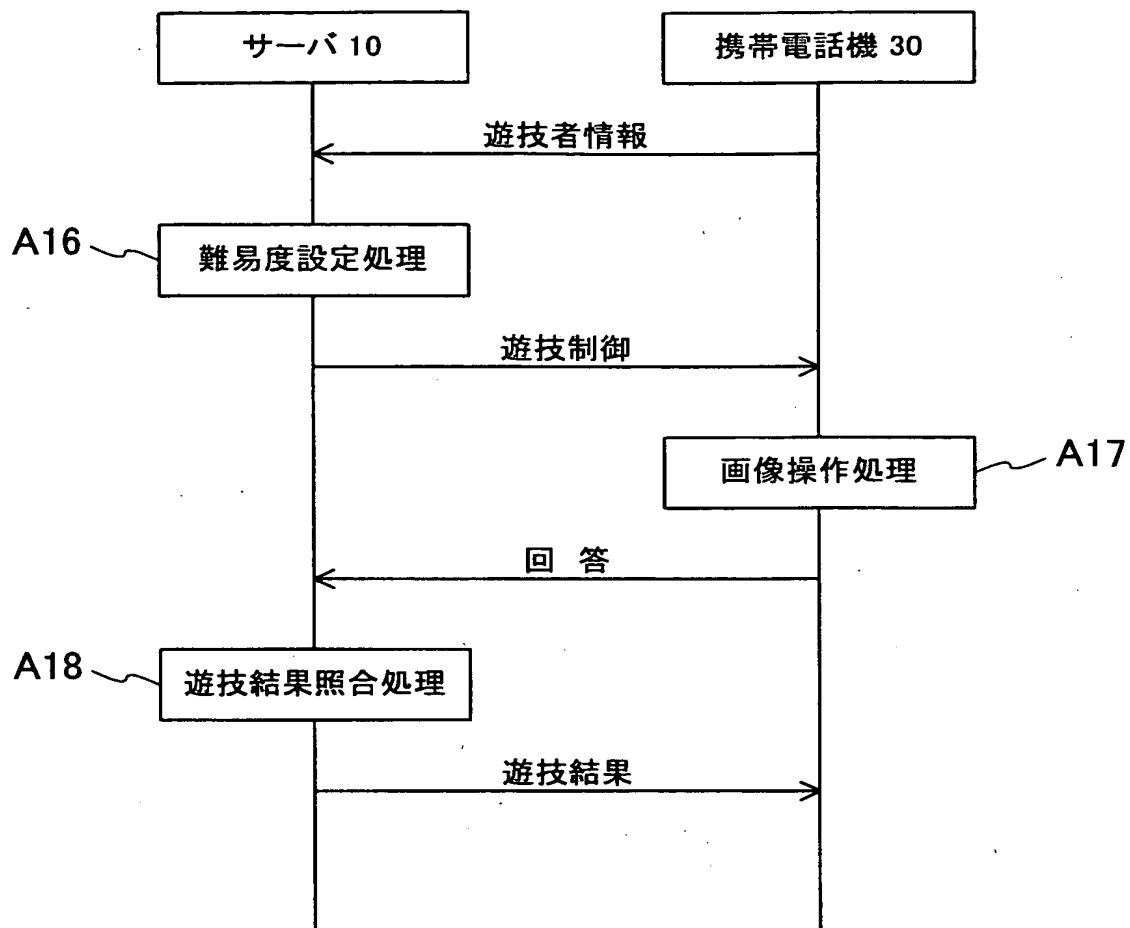 サーバ 10
携帯電話機 30
遊技者情報
A16
難易度設定処理
遊技制御
画像操作処理
A17
回 答
A18
遊技結果照合処理
遊技結果